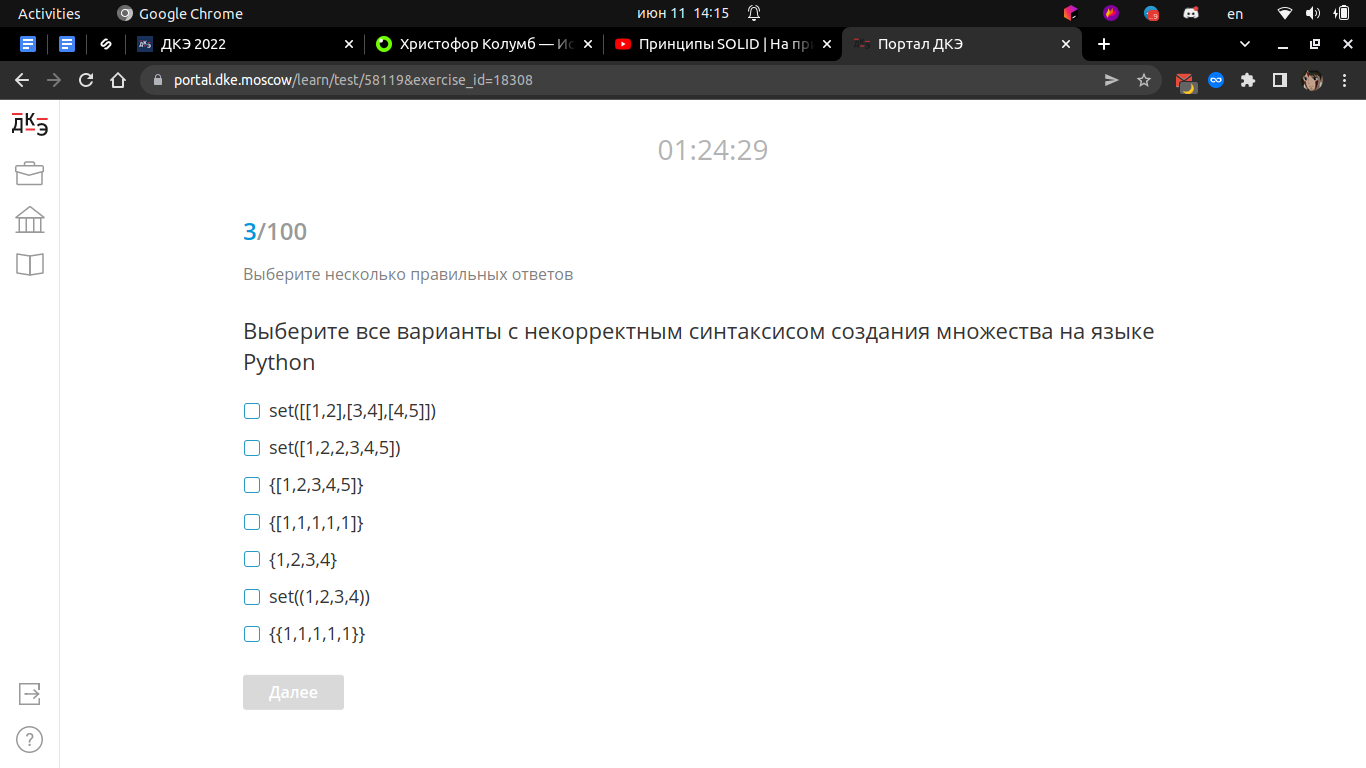 Activities
Google Chrome
июн 11 14:15
en
ДКЭ 2022
Христофор Колумб — Ис
Принципы SOLID | На пр
Портал ДКЭ
portal.dke.moscow/learn/test/58119&exercise_id=18308
ДКЭ
01:24:29
3/100
Выберите несколько правильных ответов
Выберите все варианты с некорректным синтаксисом создания множества на языке
Python
set([[1,2],[3,4],[4,5]])
set([1,2,2,3,4,5])
{[1,2,3,4,5]}
{[1,1,1,1,1]}
{1,2,3,4}
set((1,2,3,4))
{{1,1,1,1,1}}
Далее